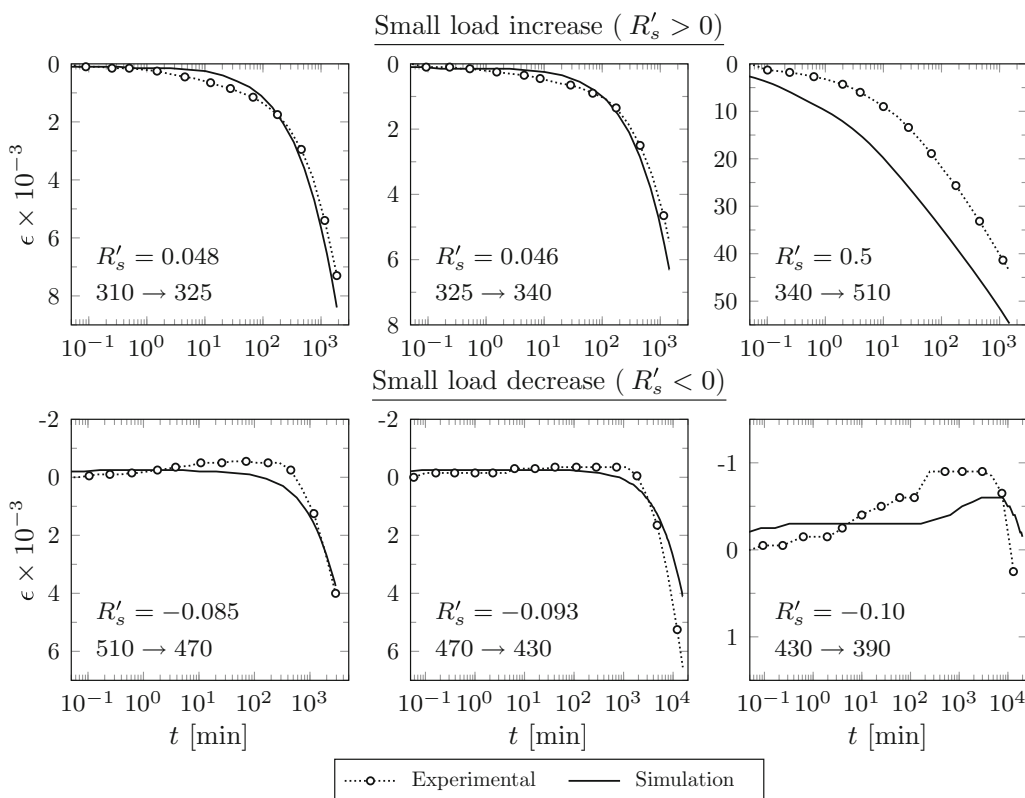 Small load increase ( R′s > 0)
0
2
4
6
8
ϵ × 10−3
R′s = 0.048
310 → 325
10−1 100 101 102 103
0
2
4
6
8
R′s = 0.046
325 → 340
10−1 100 101 102 103
0
10
20
30
40
50
R′s = 0.5
340 → 510
10−1 100 101 102 103
Small load decrease ( R′s < 0)
-2
0
2
4
6
ϵ × 10−3
R′s = −0.085
510 → 470
10−1 100 101 102 103
t [min]
-2
0
2
4
6
R′s = −0.093
470 → 430
10−1 100 101 102 103 104
t [min]
-1
0
1
R′s = −0.10
430 → 390
10−1 100 101 102 103 104
t [min]
Experimental Simulation